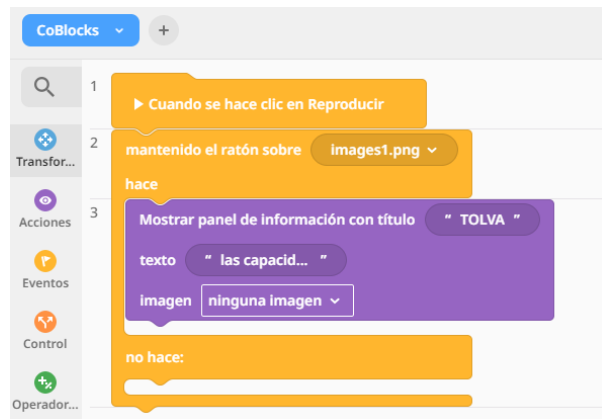 CoBlocks
+
1
Cuando se hace clic en Reproducir
Transfor...
2
mantenido el ratón sobre images1.png
hace
Acciones
3
Mostrar panel de información con título “ TOLVA ”
texto “ las capacid... ”
Eventos
imagen ninguna imagen
Control
no hace:
Operador...